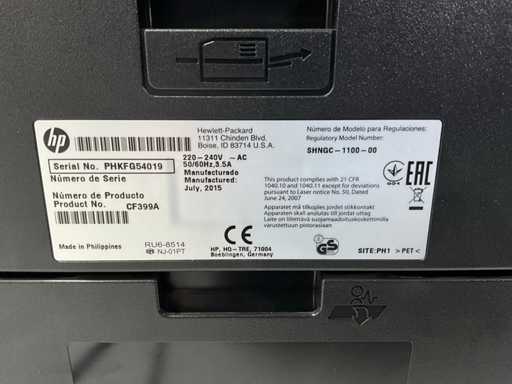 hp
Hewlett-Packard
11311 Chinden Blvd.
Boise, ID 83714 U.S.A.
Número de Modelo para Regulaciones:
Regulatory Model Number:
SHNGC-1100-00
Serial No. PHKFG54019
Número de Serie
220-240V ~ AC
50/60Hz, 3.5A
Manufacturado
Manufactured
July, 2015
Número de Producto
Product No. CF399A
This product complies with 21 CFR
1040.10 and 1040.11 except for deviations
pursuant to Laser notice No. 50, Dated
June 24, 2007
EAC
Apparatet må tilkoples jordet stikkontakt
Apparaten skall anslutas till jordat uttag
Laite on liitettävä suojamaadoituskoskettimilla
varustettuun pistorasiaan
Made in Philippines
RU6-8514
NJ-01PT
CE
HP, HQ-TRE, 71004
Boeblingen, Germany
GS
SITE:PH1 >PET<